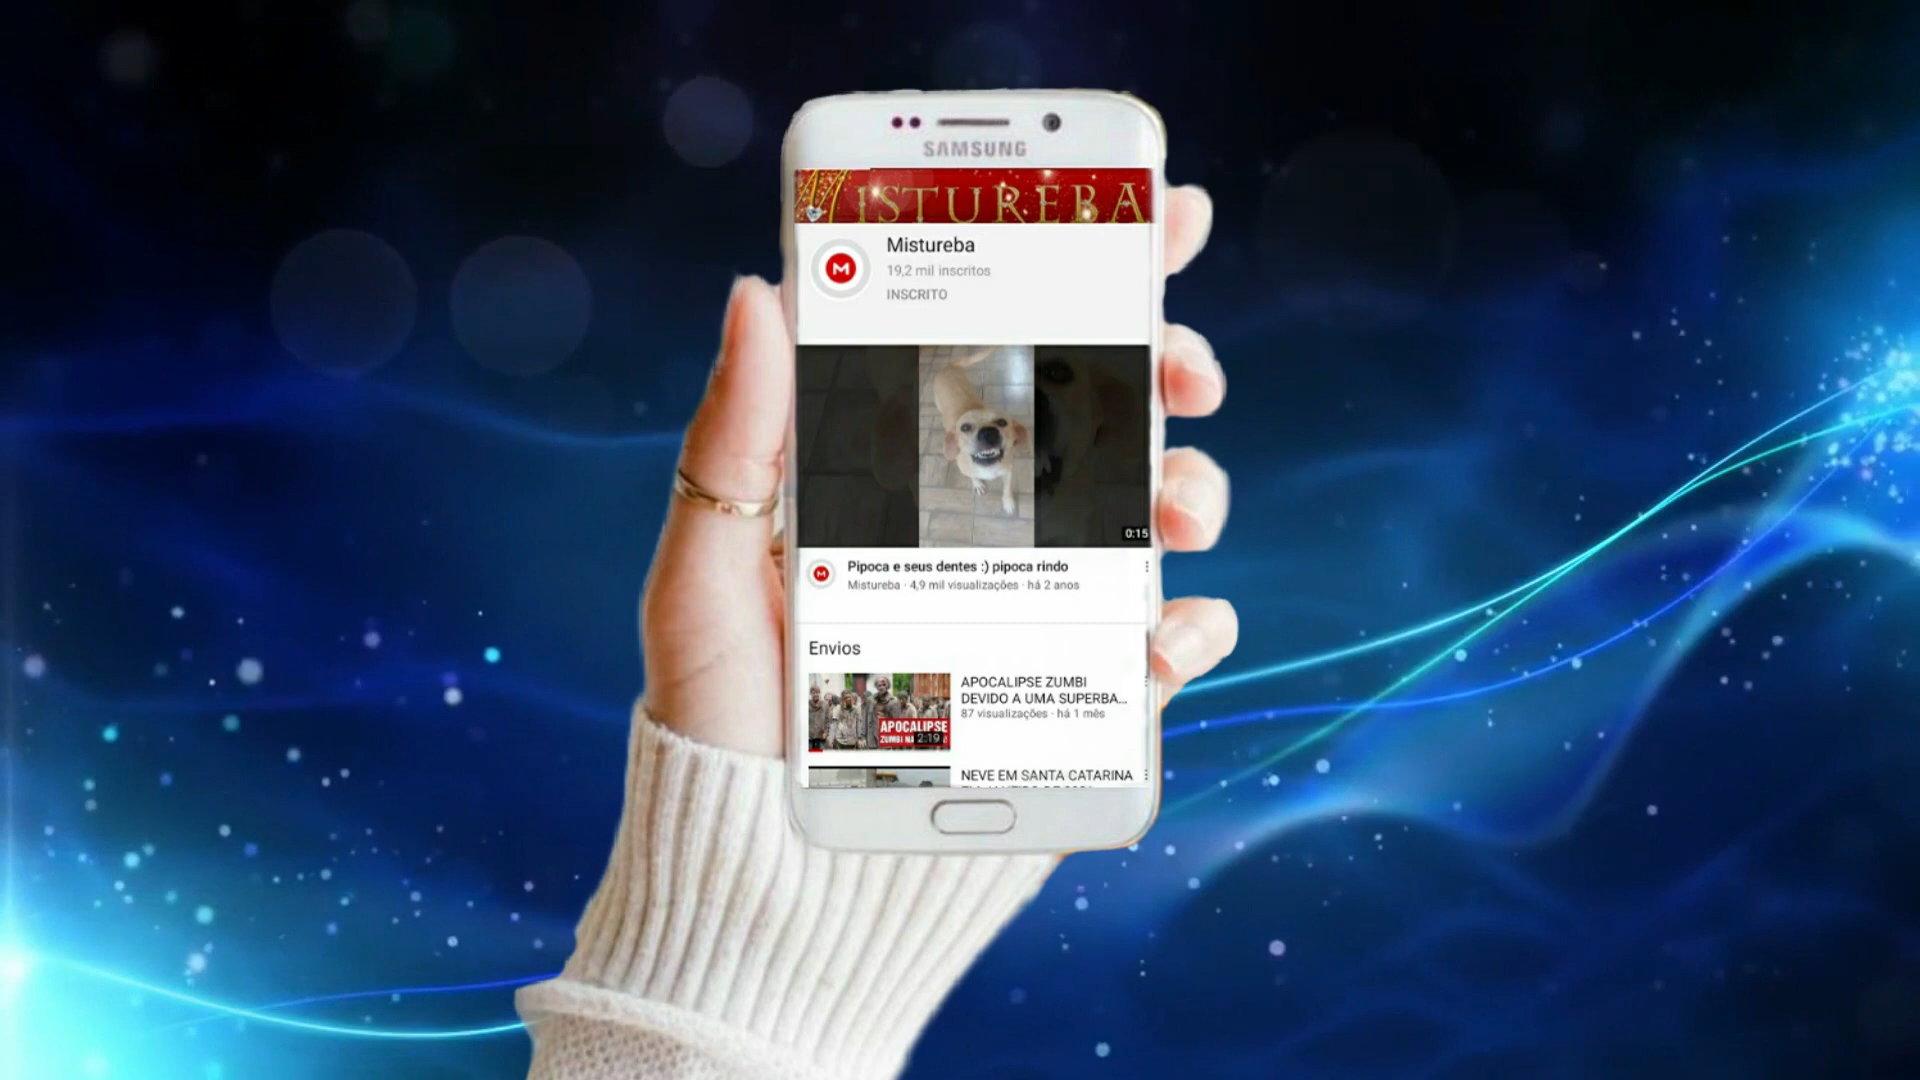 SAMSUNG
MISTUREBA
Mistureba
19,2 mil inscritos
INSCRITO
0:15
Pipoca e seus dentes :) pipoca rindo
Mistureba · 4,9 mil visualizações · há 2 anos
Envios
APOCALIPSE ZUMBI
DEVIDO A UMA SUPERBA...
87 visualizações · há 1 mês
APOCALIPSE
ZUMBI
2:19
NEVE EM SANTA CATARINA